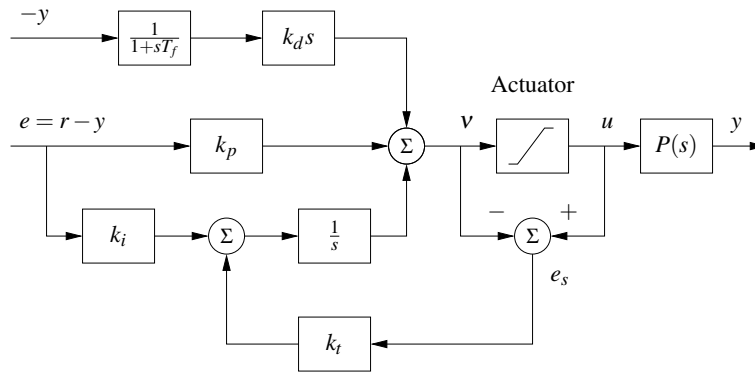 −y
1/(1+sT_f)
k_d s
Actuator
e = r − y
k_p
Σ
ν
u
P(s)
y
k_i
Σ
1/s
−
+
Σ
e_s
k_t